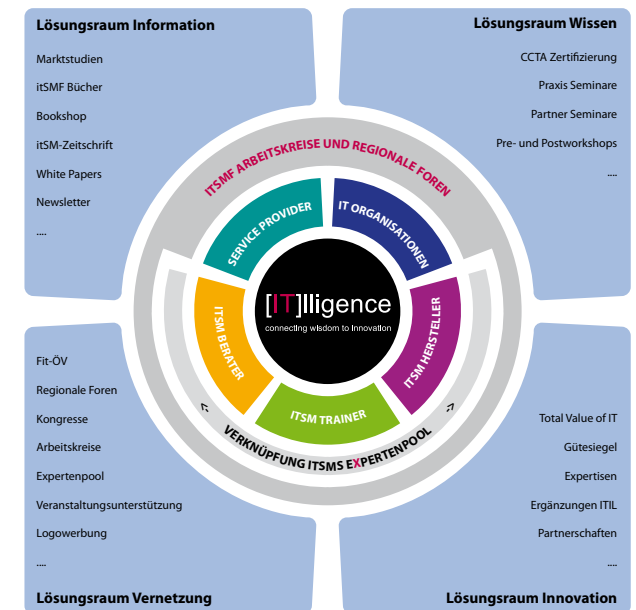 Lösungsraum Information
Marktstudien
itSMF Bücher
Bookshop
itSM-Zeitschrift
White Papers
Newsletter
....
Lösungsraum Wissen
CCTA Zertifizierung
Praxis Seminare
Partner Seminare
Pre- und Postworkshops
....
ITSMF ARBEITSKREISE UND REGIONALE FOREN
SERVICE PROVIDER
IT ORGANISATIONEN
ITSM BERATER
[IT]lligence
connecting wisdom to Innovation
ITSM HERSTELLER
ITSM TRAINER
<- VERKNÜPFUNG ITSMS EXPERTENPOOL ->
Fit-ÖV
Regionale Foren
Kongresse
Arbeitskreise
Expertenpool
Veranstaltungsunterstützung
Logowerbung
....
Lösungsraum Vernetzung
Total Value of IT
Gütesiegel
Expertisen
Ergänzungen ITIL
Partnerschaften
....
Lösungsraum Innovation